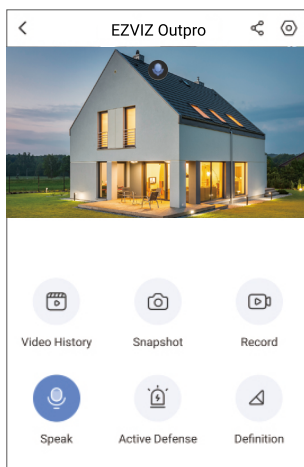 EZVIZ Outpro
Video History
Snapshot
Record
Speak
Active Defense
Definition